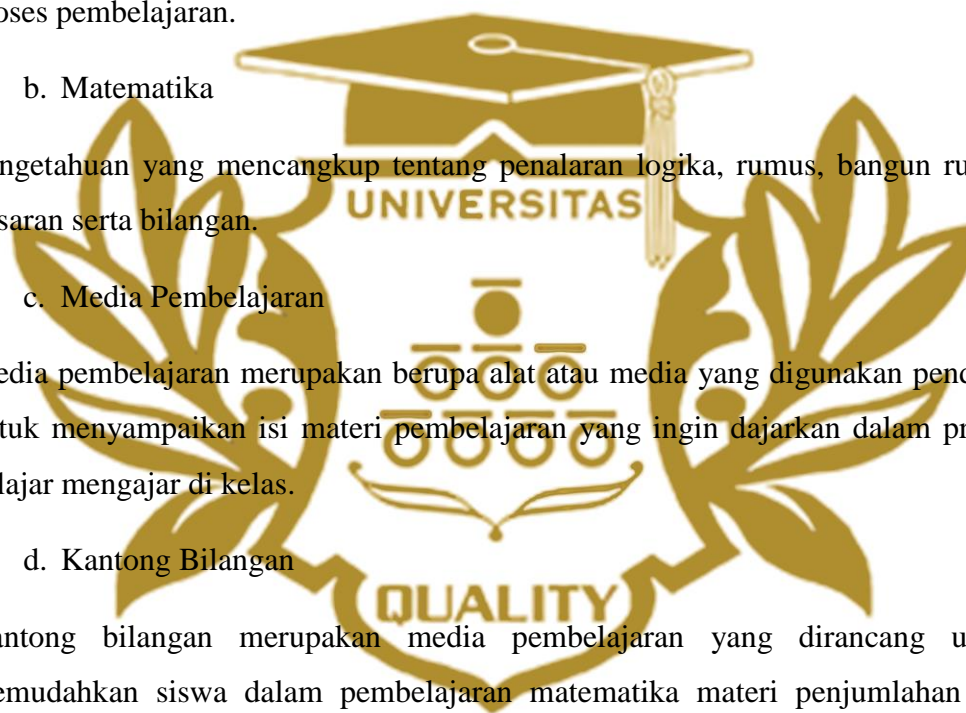 oses pembelajaran.
b. Matematika
ngetahuan yang mencangkup tentang penalaran logika, rumus, bangun ru
UNIVERSITAS
saran serta bilangan.
c. Media Pembelajaran
edia pembelajaran merupakan berupa alat atau media yang digunakan pend
tuk menyampaikan isi materi pembelajaran yang ingin dajarkan dalam pr
lajar mengajar di kelas.
d. Kantong Bilangan
QUALITY
antong bilangan merupakan media pembelajaran yang dirancang u
emudahkan siswa dalam pembelajaran matematika materi penjumlahan